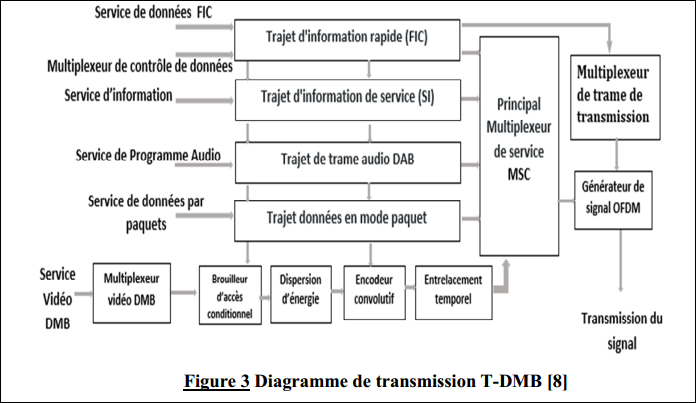 Service de données FIC
Trajet d'information rapide (FIC)
Multiplexeur de contrôle de données
Service d'information
Trajet d'information de service (SI)
Service de Programme Audio
Trajet de trame audio DAB
Service de données par
paquets
Trajet données en mode paquet
Principal
Multiplexeur
de service
MSC
Multiplexeur
de trame de
transmission
Générateur de
signal OFDM
Service
Vidéo
DMB
Multiplexeur
vidéo DMB
Brouilleur
d'accès
conditionnel
Dispersion
d'énergie
Encodeur
convolutif
Entrelacement
temporel
Transmission du
signal
Figure 3 Diagramme de transmission T-DMB [8]